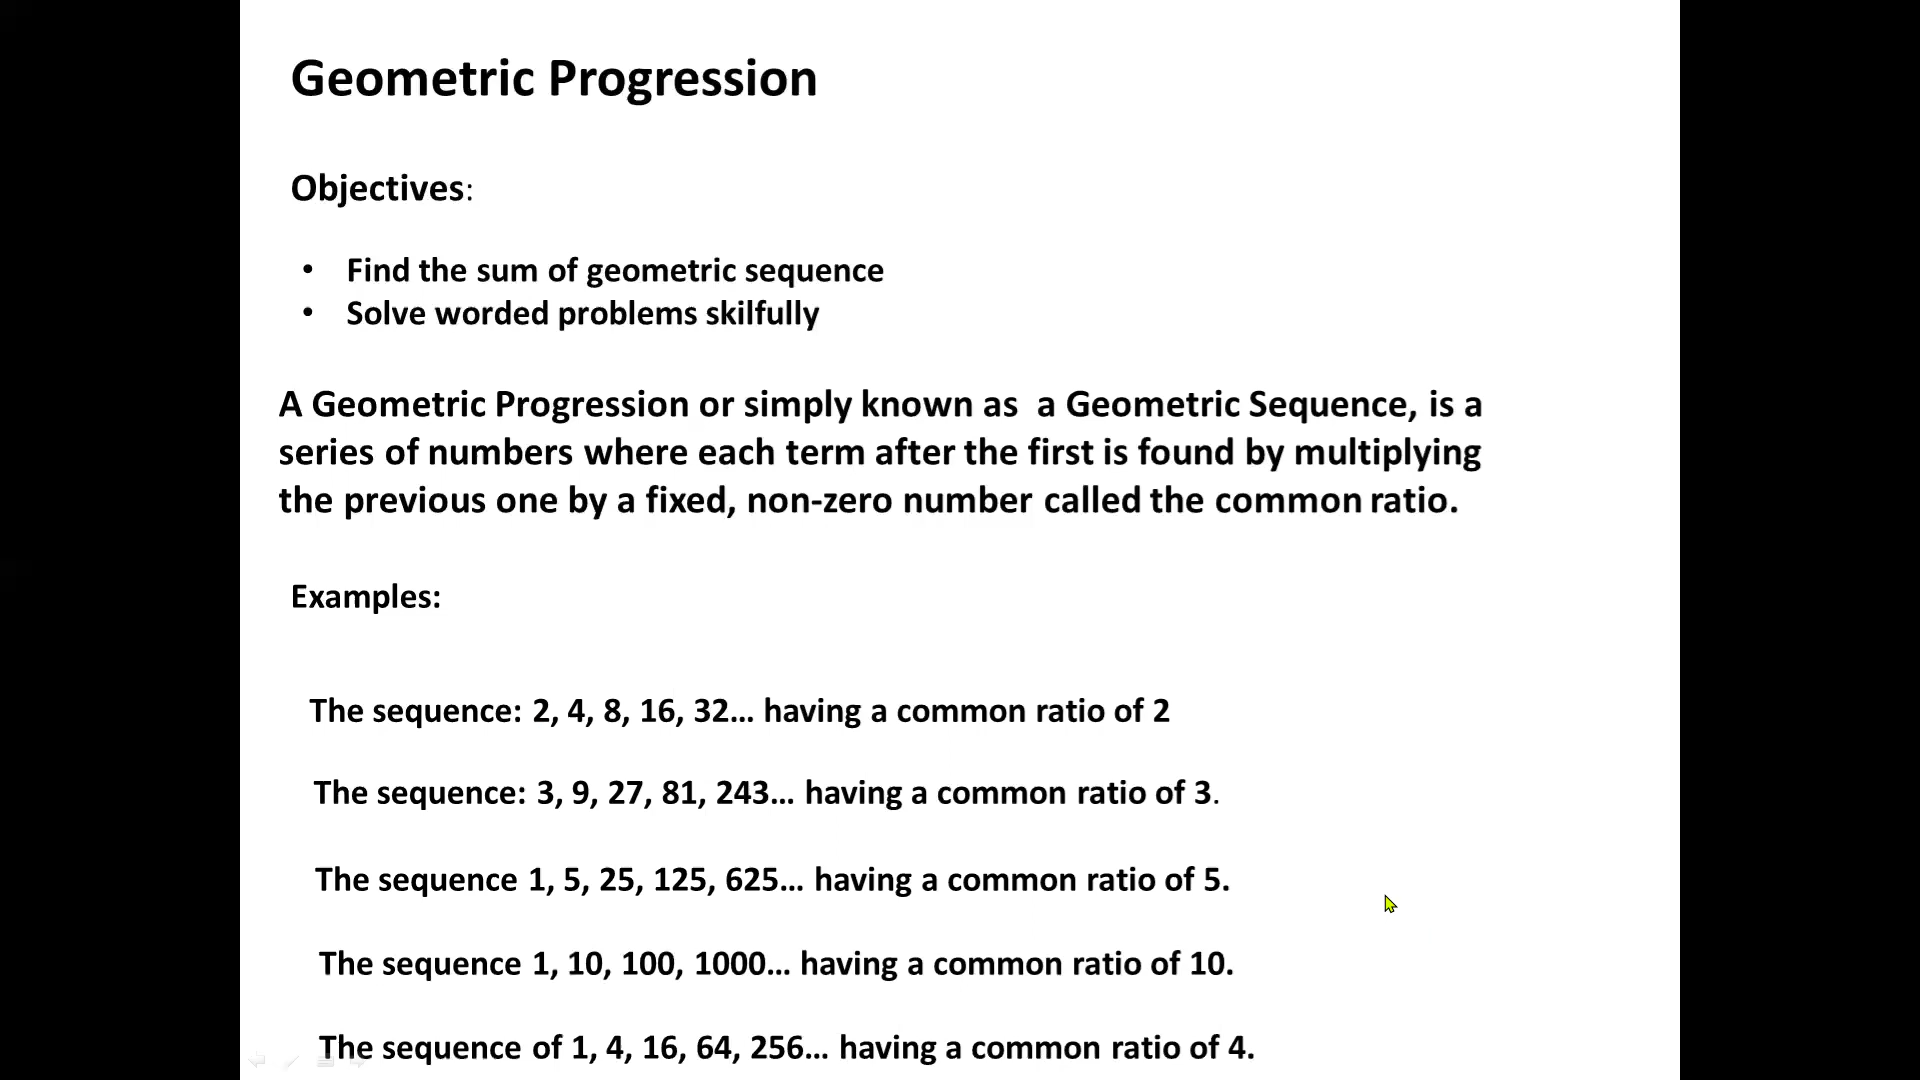 Geometric Progression
Objectives:
• Find the sum of geometric sequence
• Solve worded problems skilfully
A Geometric Progression or simply known as a Geometric Sequence, is a
series of numbers where each term after the first is found by multiplying
the previous one by a fixed, non-zero number called the common ratio.
Examples:
The sequence: 2, 4, 8, 16, 32... having a common ratio of 2
The sequence: 3, 9, 27, 81, 243... having a common ratio of 3.
The sequence 1, 5, 25, 125, 625... having a common ratio of 5.
The sequence 1, 10, 100, 1000... having a common ratio of 10.
The sequence of 1, 4, 16, 64, 256... having a common ratio of 4.